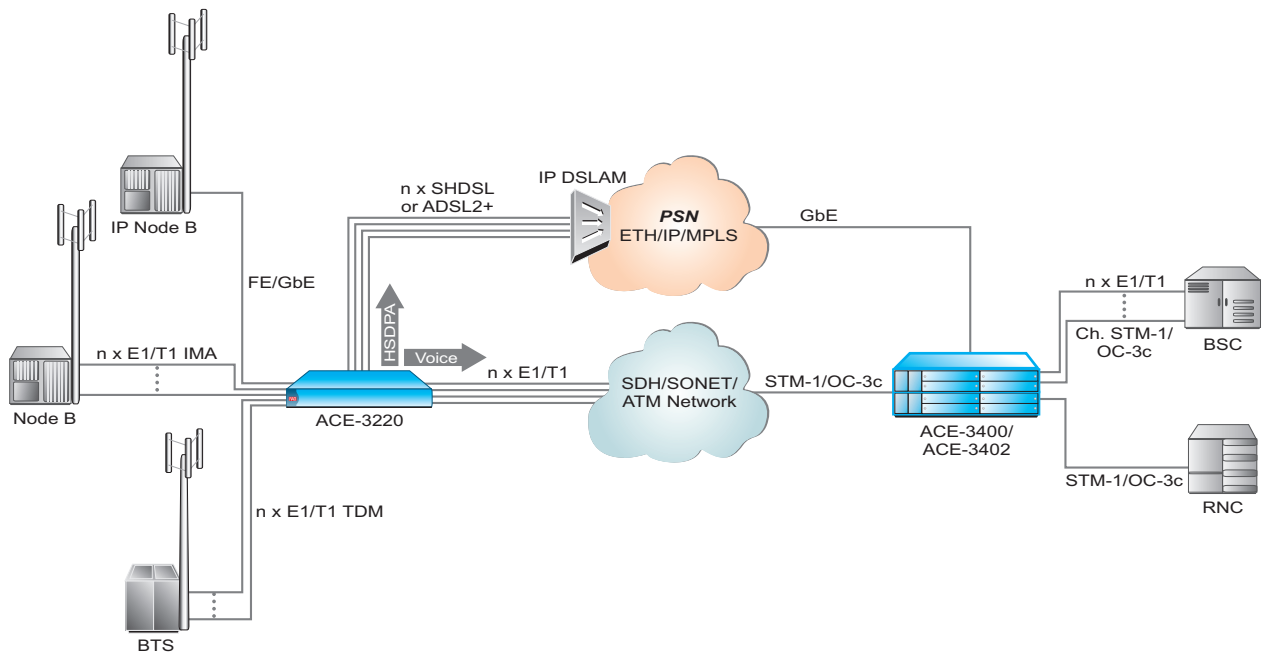 IP Node B
FE/GbE
Node B
n x E1/T1 IMA
BTS
n x E1/T1 TDM
ACE-3220
HSDPA
Voice
n x SHDSL
or ADSL2+
IP DSLAM
PSN
ETH/IP/MPLS
GbE
n x E1/T1
SDH/SONET/
ATM Network
STM-1/OC-3c
ACE-3400/
ACE-3402
n x E1/T1
Ch. STM-1/
OC-3c
BSC
STM-1/OC-3c
RNC